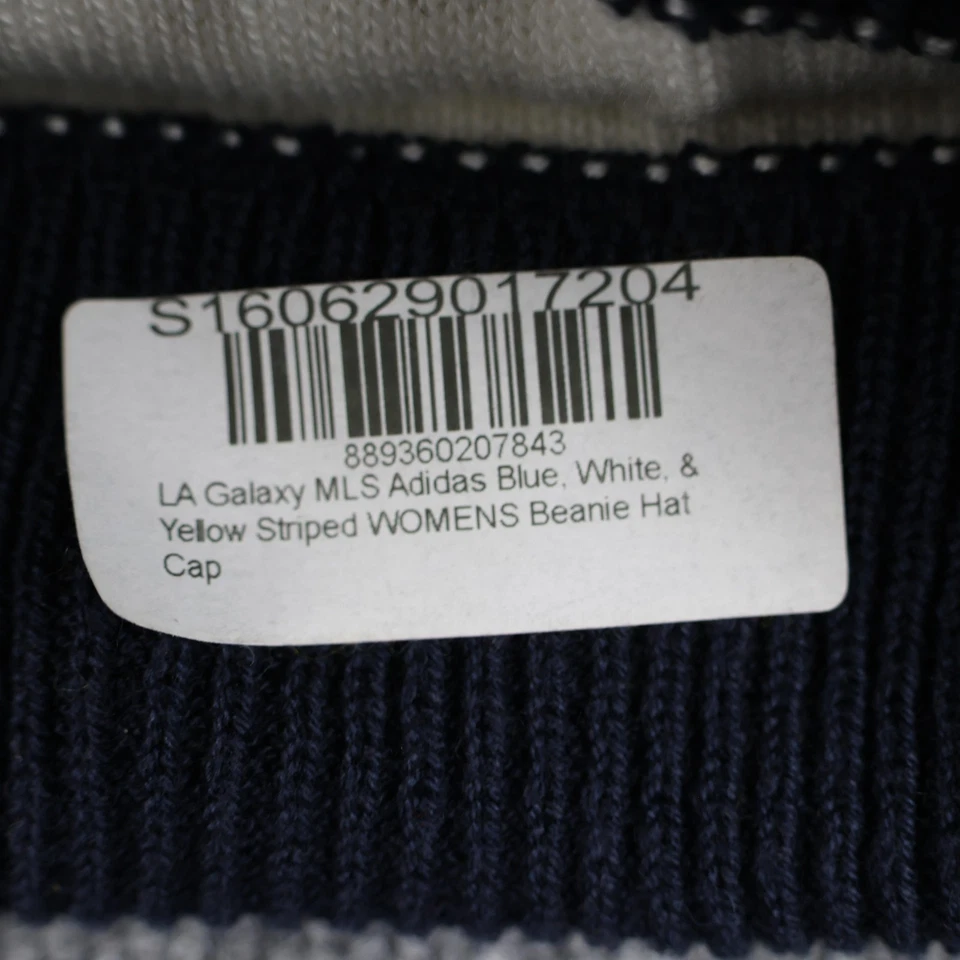 S160629017204
889360207843
LA Galaxy MLS Adidas Blue, White, &
Yellow Striped WOMENS Beanie Hat
Cap